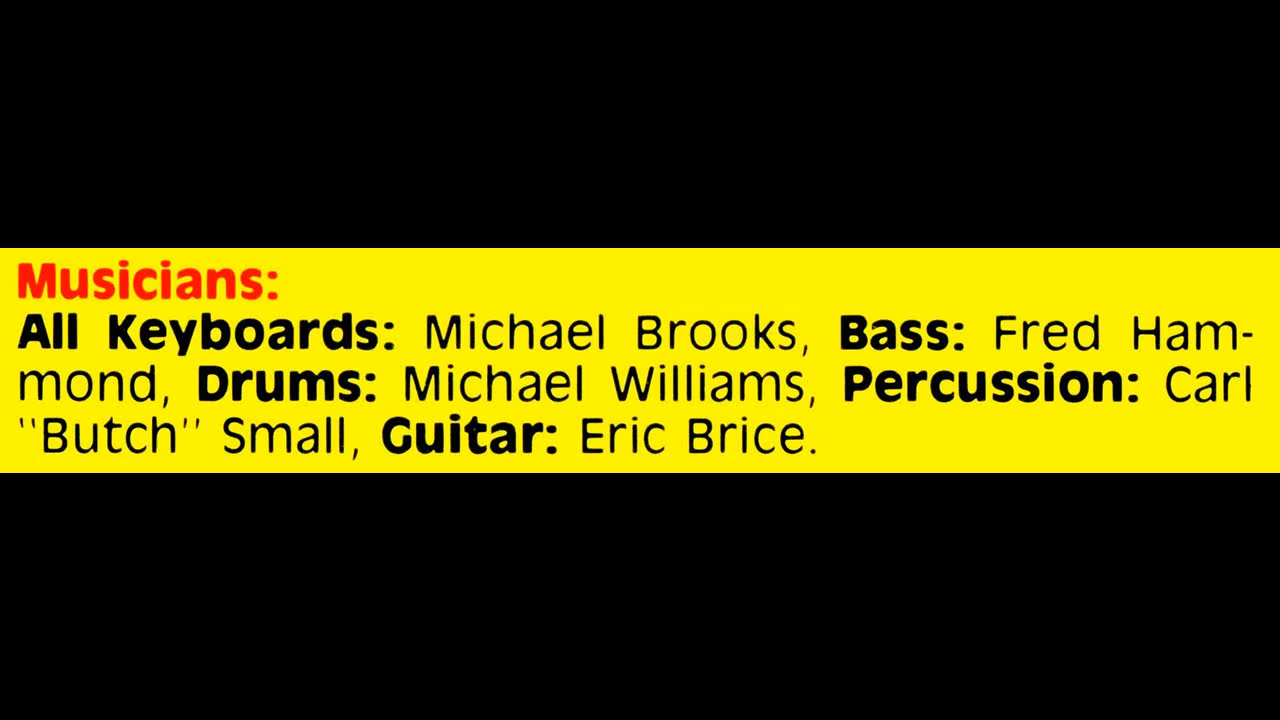 Musicians:
All Keyboards: Michael Brooks, Bass: Fred Ham-
mond, Drums: Michael Williams, Percussion: Carl
"Butch" Small, Guitar: Eric Brice.